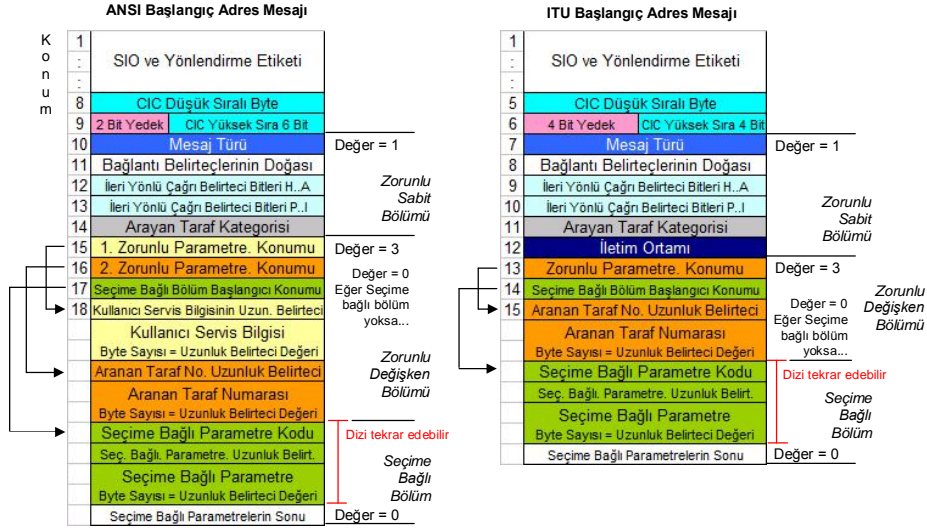 ANSI Başlangıç Adres Mesajı
Konum
1
:
:
SIO ve Yönlendirme Etiketi
8
CIC Düşük Sıralı Byte
9
2 Bit Yedek
CIC Yüksek Sıra 6 Bit
10
Mesaj Türü
Değer = 1
11
Bağlantı Belirteçlerinin Doğası
12
İleri Yönlü Çağrı Belirteci Bitleri H..A
13
İleri Yönlü Çağrı Belirteci Bitleri P..I
Zorunlu
Sabit
Bölümü
14
Arayan Taraf Kategorisi
15
1. Zorunlu Parametre. Konumu
Değer = 3
16
2. Zorunlu Parametre. Konumu
17
Seçime Bağlı Bölüm Başlangıcı Konumu
Değer = 0
Eğer Seçime
bağlı bölüm
yoksa...
18
Kullanıcı Servis Bilgisinin Uzun. Belirteci
Kullanıcı Servis Bilgisi
Byte Sayısı = Uzunluk Belirteci Değeri
Aranan Taraf No. Uzunluk Belirteci
Zorunlu
Değişken
Bölümü
Aranan Taraf Numarası
Byte Sayısı = Uzunluk Belirteci Değeri
Seçime Bağlı Parametre Kodu
Dizi tekrar edebilir
Seç. Bağlı. Parametre. Uzunluk Belirt.
Seçime Bağlı Parametre
Byte Sayısı = Uzunluk Belirteci Değeri
Seçime
Bağlı
Bölüm
Seçime Bağlı Parametrelerin Sonu
Değer = 0
ITU Başlangıç Adres Mesajı
1
:
:
SIO ve Yönlendirme Etiketi
5
CIC Düşük Sıralı Byte
6
4 Bit Yedek
CIC Yüksek Sıra 4 Bit
7
Mesaj Türü
Değer = 1
8
Bağlantı Belirteçlerinin Doğası
9
İleri Yönlü Çağrı Belirteci Bitleri H..A
10
İleri Yönlü Çağrı Belirteci Bitleri P..I
Zorunlu
Sabit
Bölümü
11
Arayan Taraf Kategorisi
12
İletim Ortamı
13
Zorunlu Parametre. Konumu
Değer = 3
14
Seçime Bağlı Bölüm Başlangıcı Konumu
15
Aranan Taraf No. Uzunluk Belirteci
Değer = 0
Eğer Seçime
bağlı bölüm
yoksa...
Zorunlu
Değişken
Bölümü
Aranan Taraf Numarası
Byte Sayısı = Uzunluk Belirteci Değeri
Seçime Bağlı Parametre Kodu
Dizi tekrar edebilir
Seç. Bağlı. Parametre. Uzunluk Belirt.
Seçime Bağlı Parametre
Byte Sayısı = Uzunluk Belirteci Değeri
Seçime
Bağlı
Bölüm
Seçime Bağlı Parametrelerin Sonu
Değer = 0